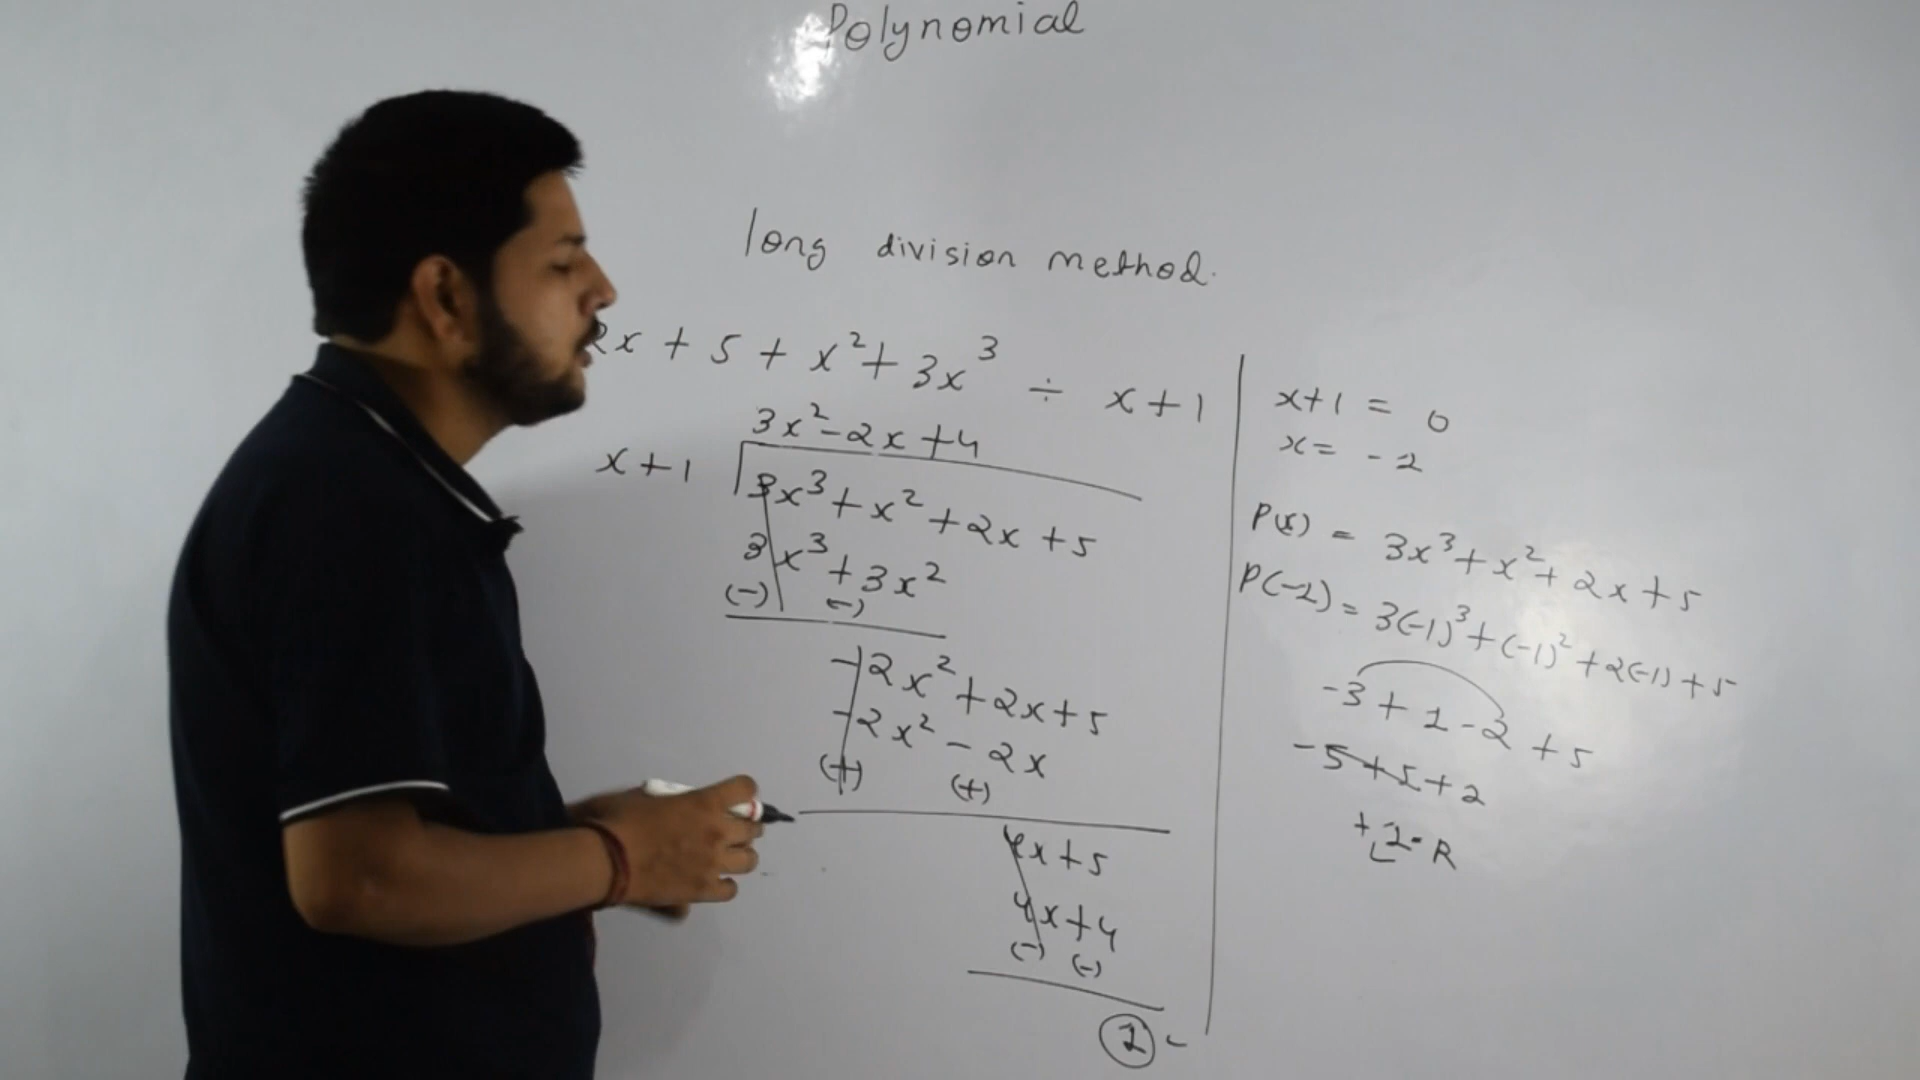 Polynomial
long division method.
2x + 5 + x² + 3x³ ÷ x+1
3x² - 2x + 4
x+1
3x³ + x² + 2x + 5
3x³ + 3x²
(-) (-)
-2x² + 2x + 5
-2x² - 2x
(+) (+)
4x + 5
4x + 4
(-) (-)
1
x+1 = 0
x = -1
P(x) = 3x³ + x² + 2x + 5
P(-1) = 3(-1)³ + (-1)² + 2(-1) + 5
-3 + 1 - 2 + 5
-5 + 5 + 1
+ 1 = R